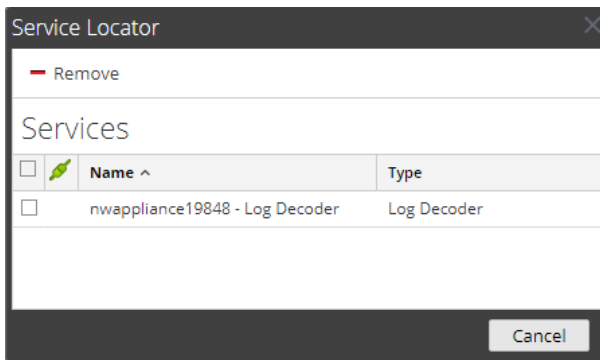 Service Locator
Remove
Services
Name Type
nwappliance19848 - Log Decoder Log Decoder
Cancel